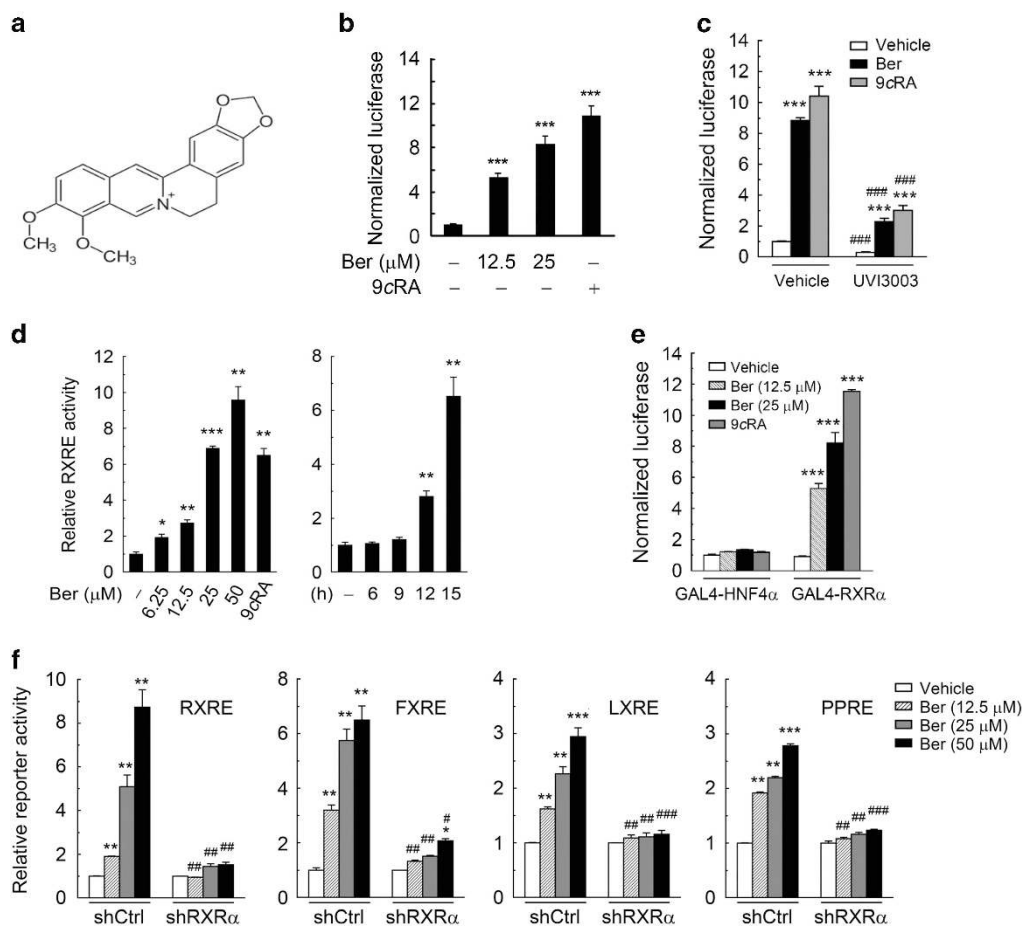 a
O
O
N+
O
CH3
O
CH3
b
Normalized luciferase
14
12
10
8
6
4
2
0
***
***
***
Ber (μM) – 12.5 25 –
9cRA – – – +
c
Normalized luciferase
14
12
10
8
6
4
2
0
Vehicle
Ber
9cRA
***
***
###
###
***
###
***
Vehicle UVI3003
d
Relative RXRE activity
12
10
8
6
4
2
0
*
**
***
**
**
Ber (μM) – 6.25 12.5 25 50 9cRA
8
6
4
2
0
**
**
(h) – 6 9 12 15
e
Normalized luciferase
14
12
10
8
6
4
2
0
Vehicle
Ber (12.5 μM)
Ber (25 μM)
9cRA
***
***
***
GAL4-HNF4α GAL4-RXRα
f
Relative reporter activity
10
8
6
4
2
0
RXRE
**
**
**
##
##
##
shCtrl shRXRα
8
6
4
2
0
FXRE
**
**
**
##
##
#
*
shCtrl shRXRα
4
3
2
1
0
LXRE
**
**
***
##
##
###
shCtrl shRXRα
4
3
2
1
0
PPRE
**
**
***
##
##
###
shCtrl shRXRα
Vehicle
Ber (12.5 μM)
Ber (25 μM)
Ber (50 μM)